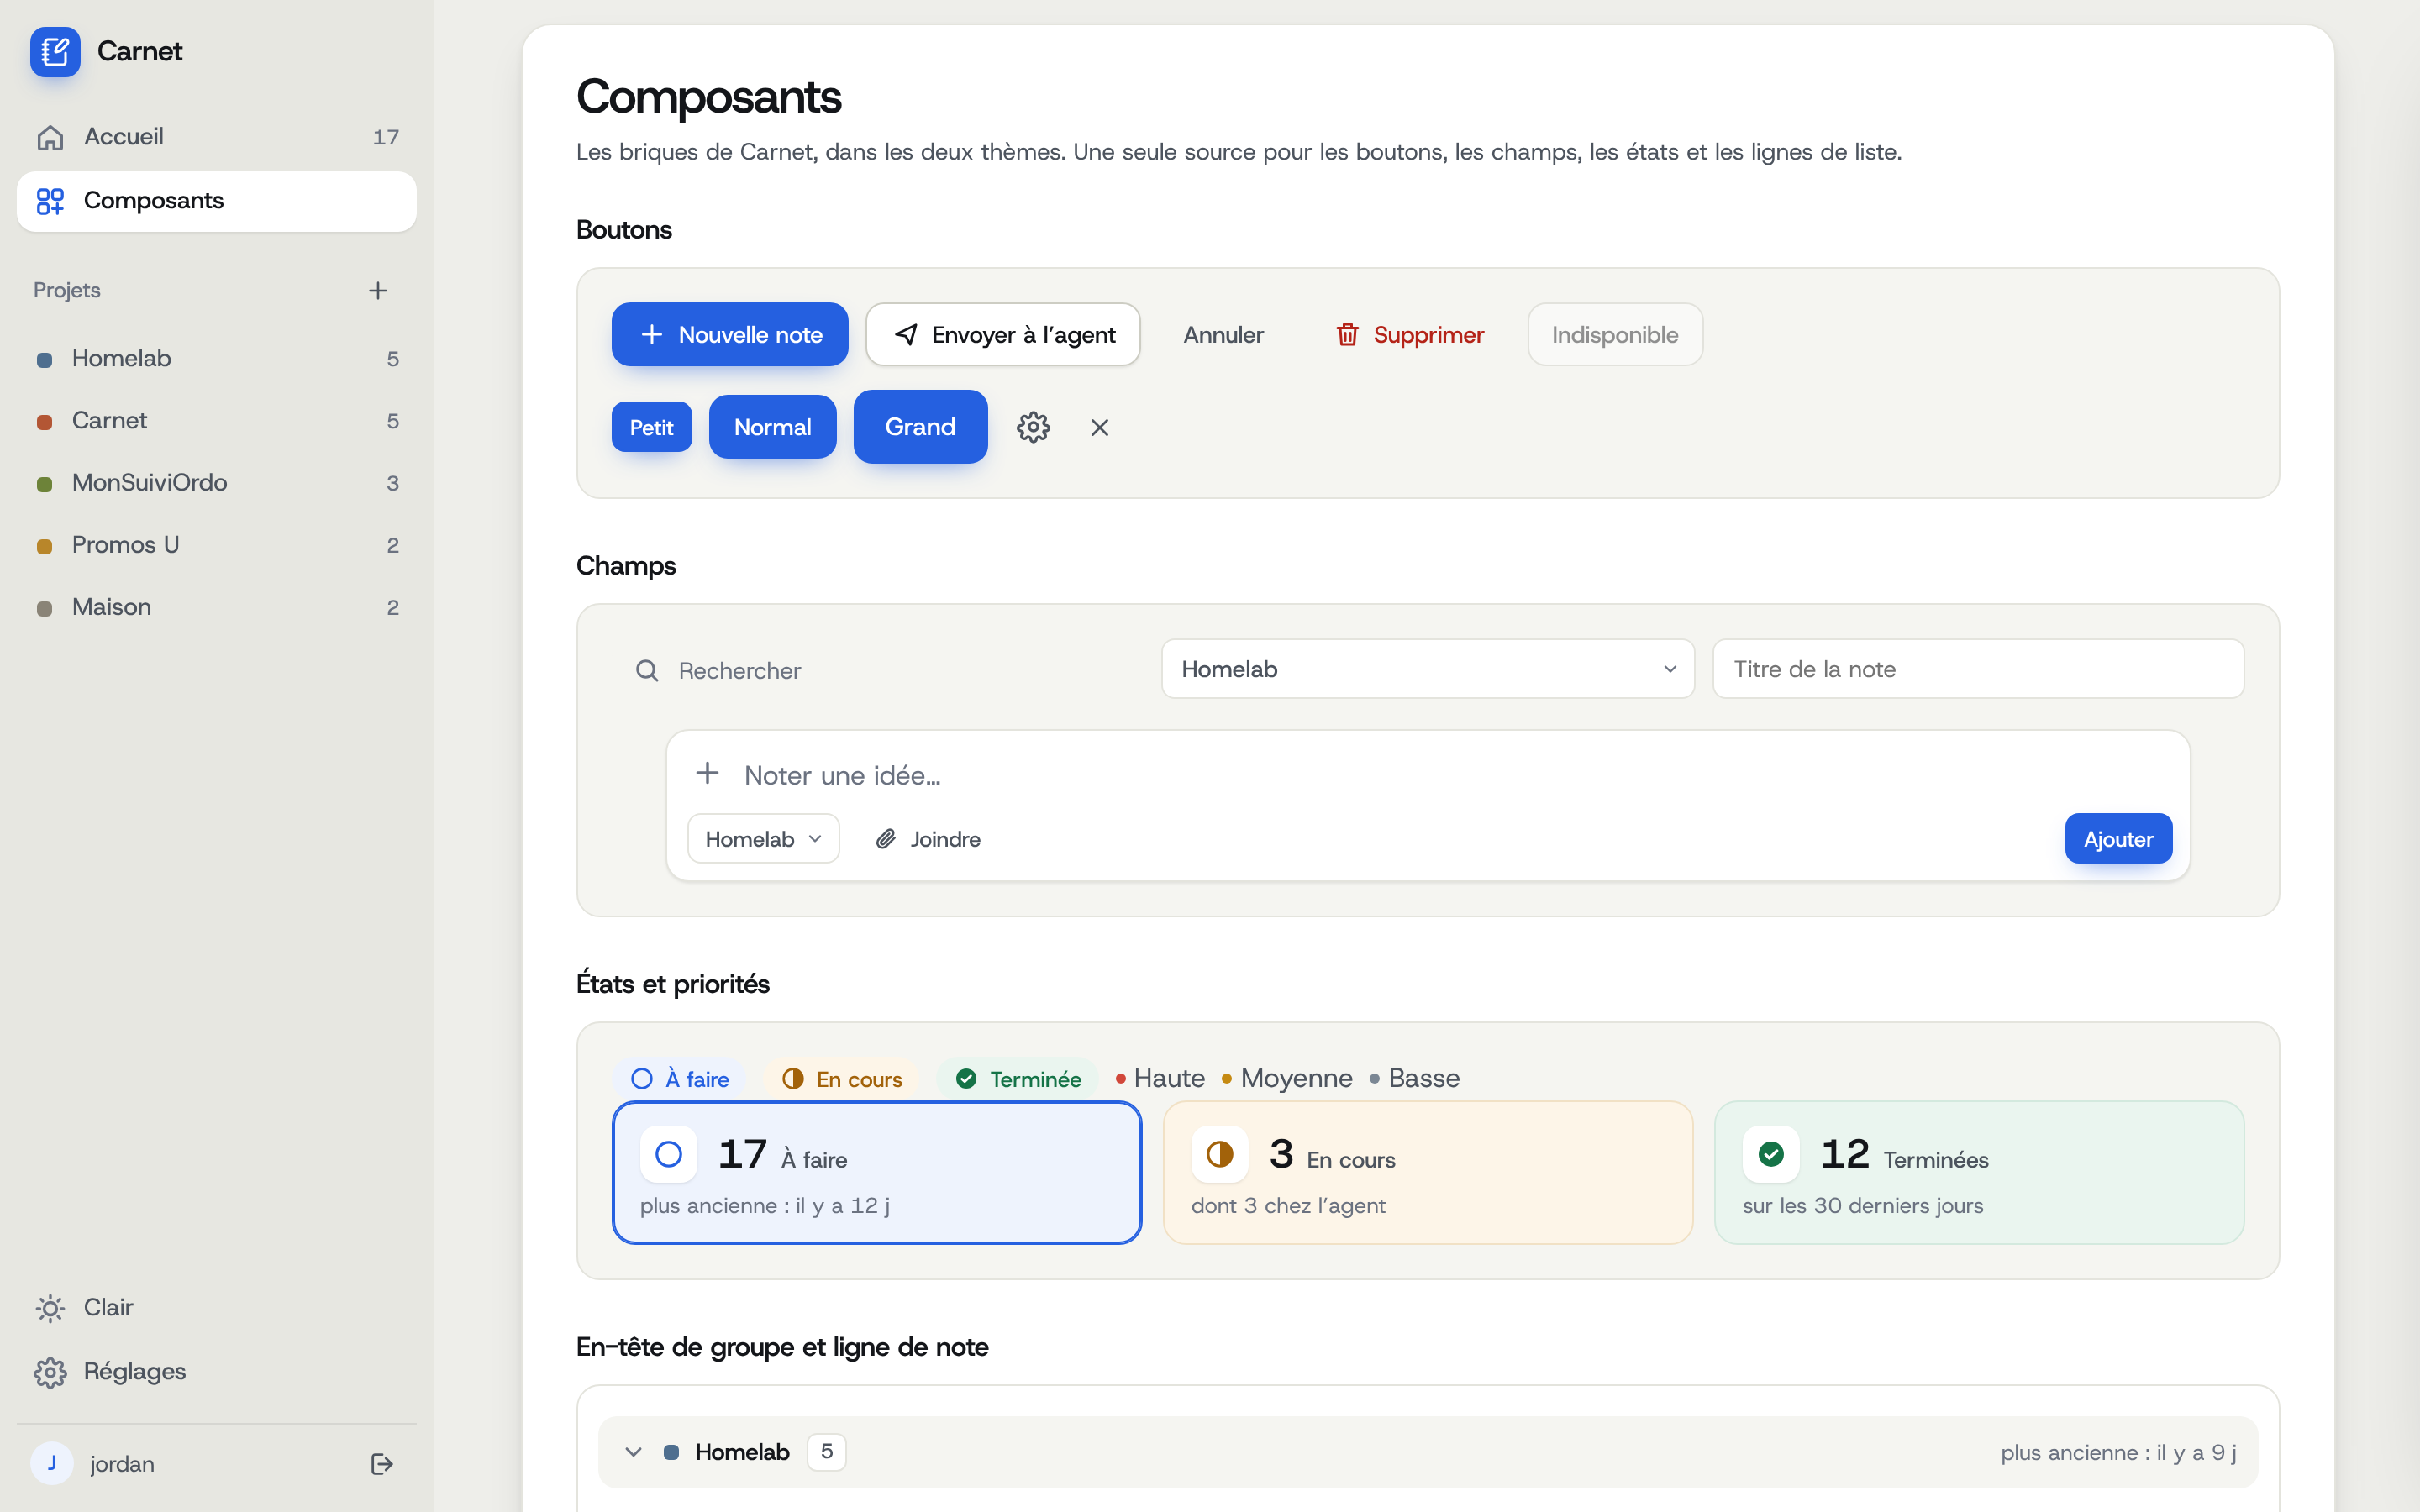 Carnet
Accueil 17
Composants
Projets
Homelab 5
Carnet 5
MonSuiviOrdo 3
Promos U 2
Maison 2
Clair
Réglages
J jordan
Composants
Les briques de Carnet, dans les deux thèmes. Une seule source pour les boutons, les champs, les états et les lignes de liste.
Boutons
Nouvelle note Envoyer à l’agent Annuler Supprimer Indisponible
Petit Normal Grand
Champs
Rechercher Homelab Titre de la note
Noter une idée…
Homelab Joindre Ajouter
États et priorités
À faire En cours Terminée Haute Moyenne Basse
17 À faire
plus ancienne : il y a 12 j
3 En cours
dont 3 chez l’agent
12 Terminées
sur les 30 derniers jours
En-tête de groupe et ligne de note
Homelab 5 plus ancienne : il y a 9 j